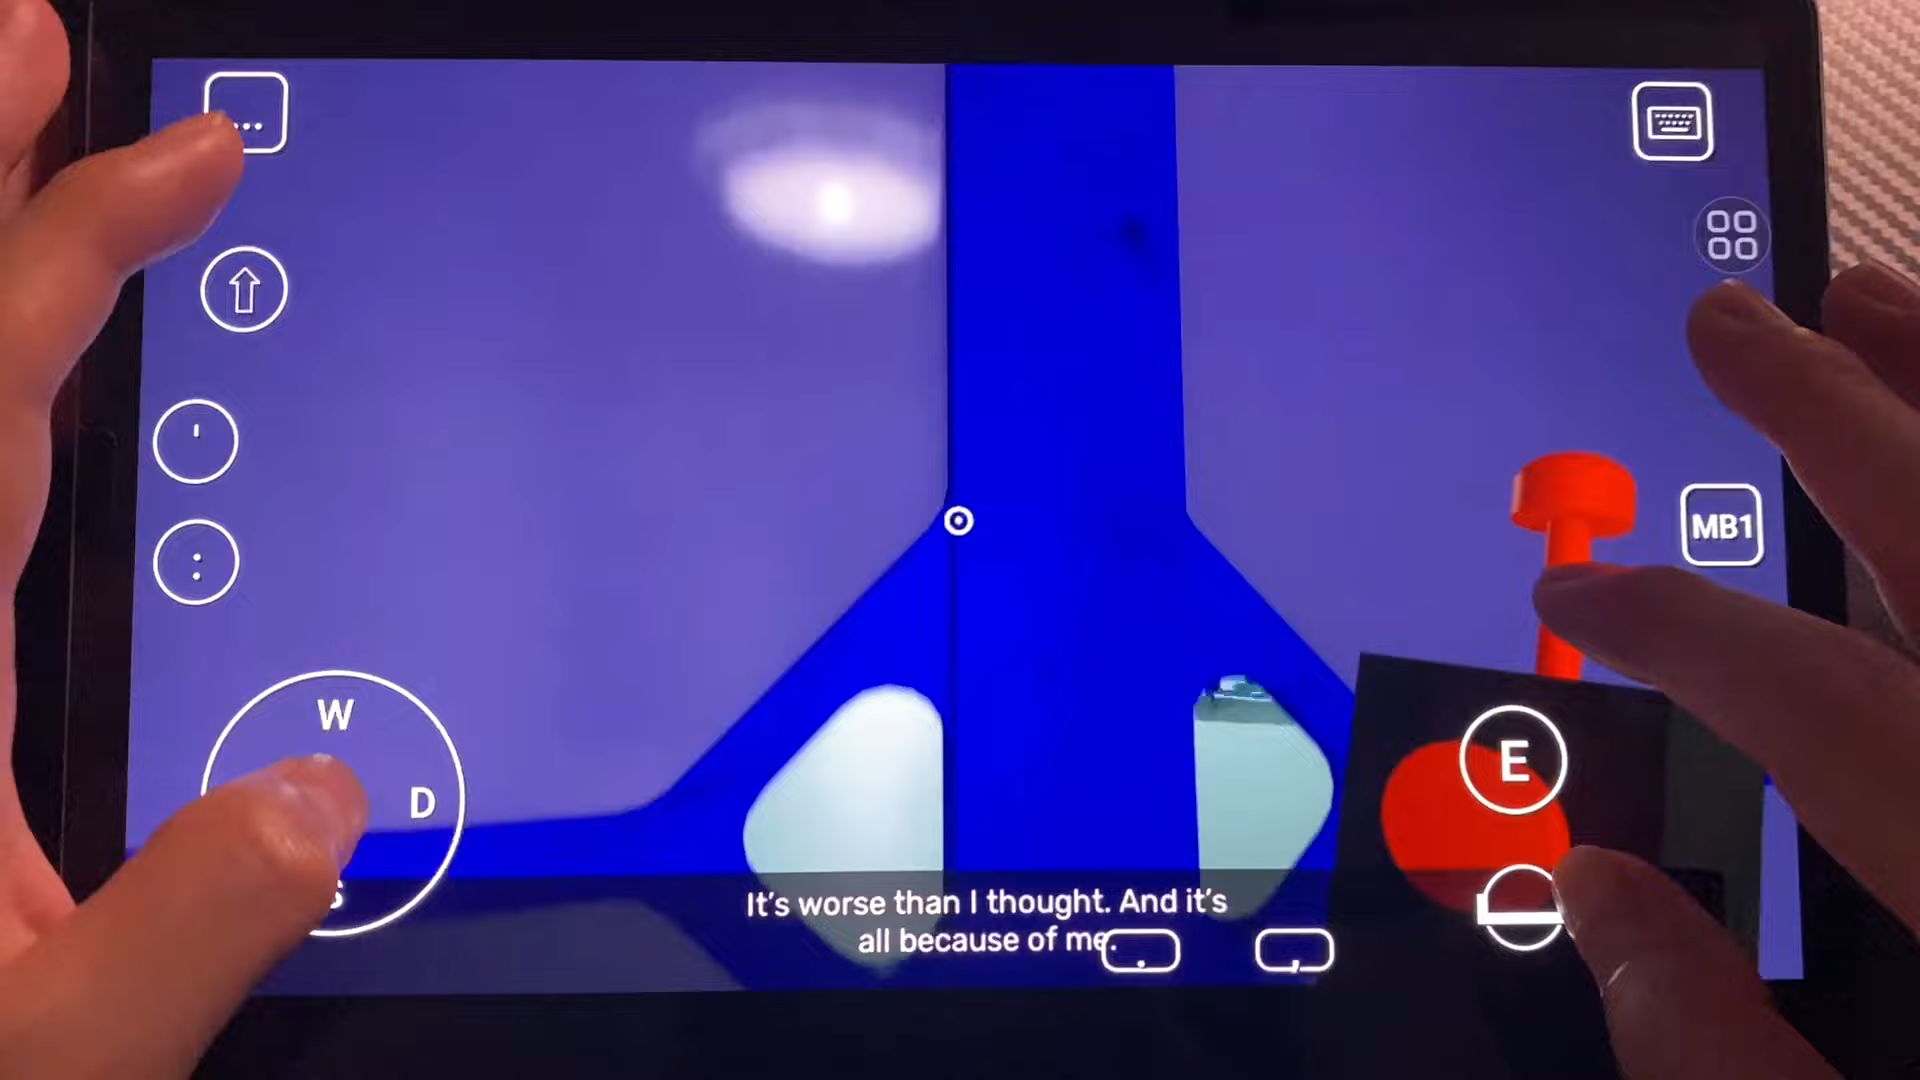 ...
'
MB1
:
W
D
S
E
It's worse than I thought. And it's
all because of me.
.
,